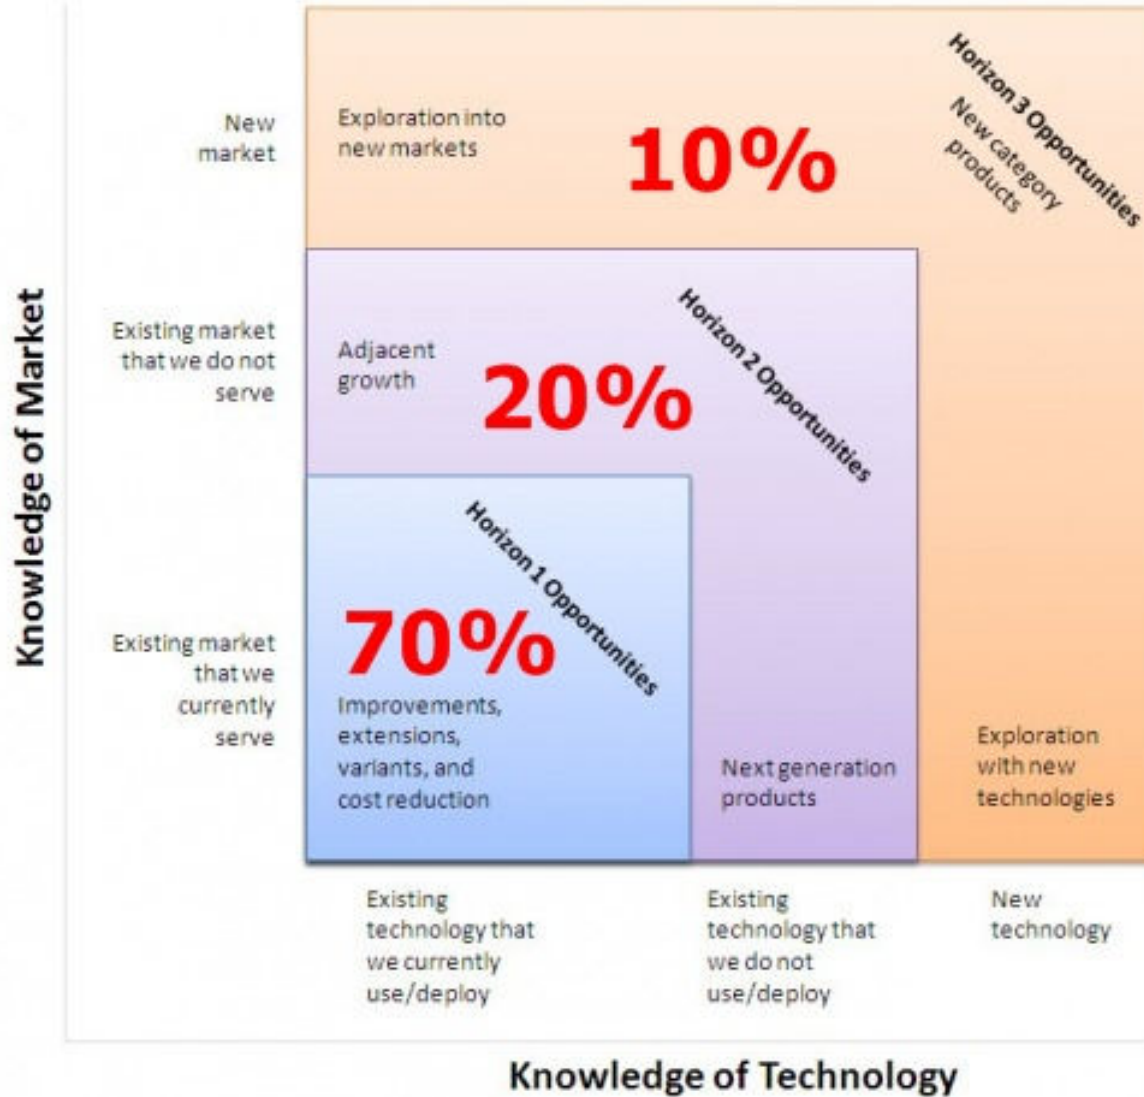 Knowledge of Market
New
market
Exploration into
new markets
10%
Horizon 3 Opportunities
New category
products
Existing market
that we do not
serve
Adjacent
growth
20%
Horizon 2 Opportunities
Existing market
that we
currently
serve
Horizon 1 Opportunities
70%
Improvements,
extensions,
variants, and
cost reduction
Next generation
products
Exploration
with new
technologies
Existing
technology that
we currently
use/deploy
Existing
technology that
we do not
use/deploy
New
technology
Knowledge of Technology